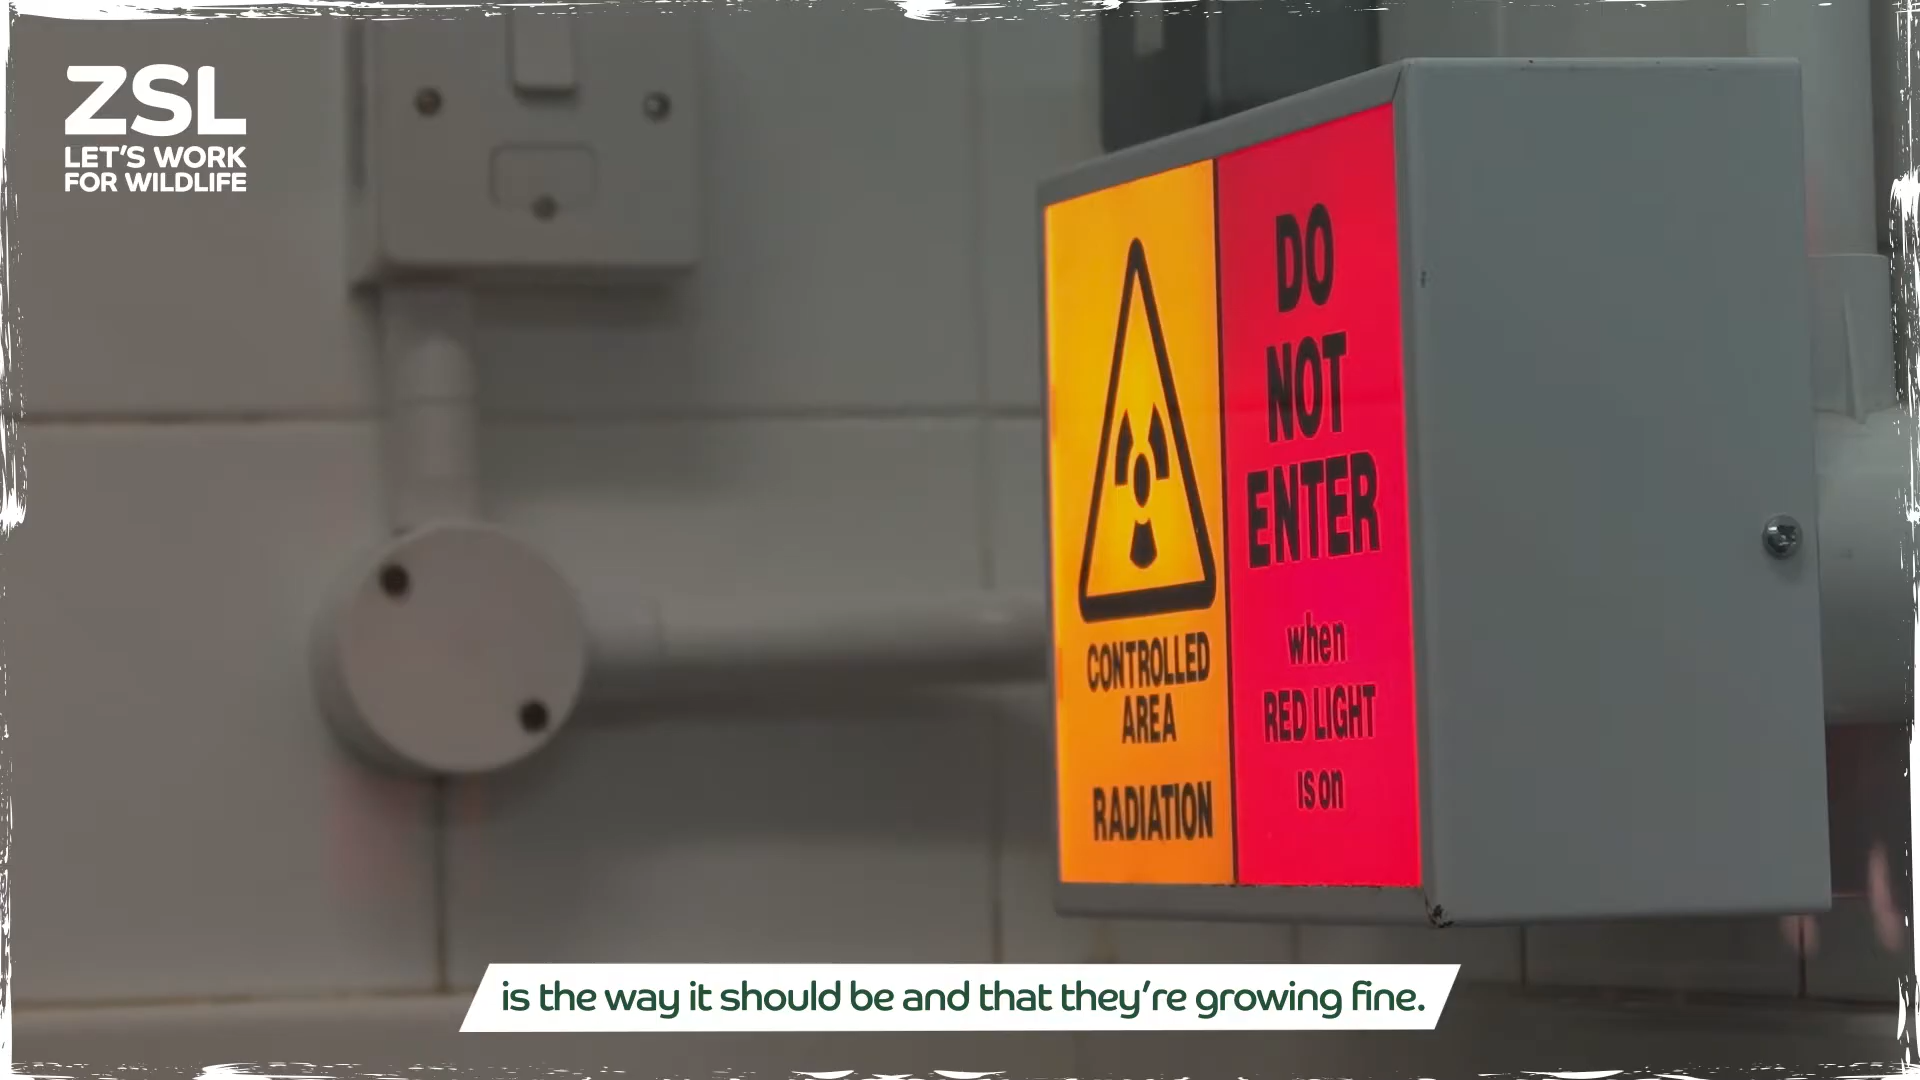 ZSL
LET'S WORK
FOR WILDLIFE
CONTROLLED
AREA
RADIATION
DO
NOT
ENTER
when
RED LIGHT
is on
is the way it should be and that they're growing fine.